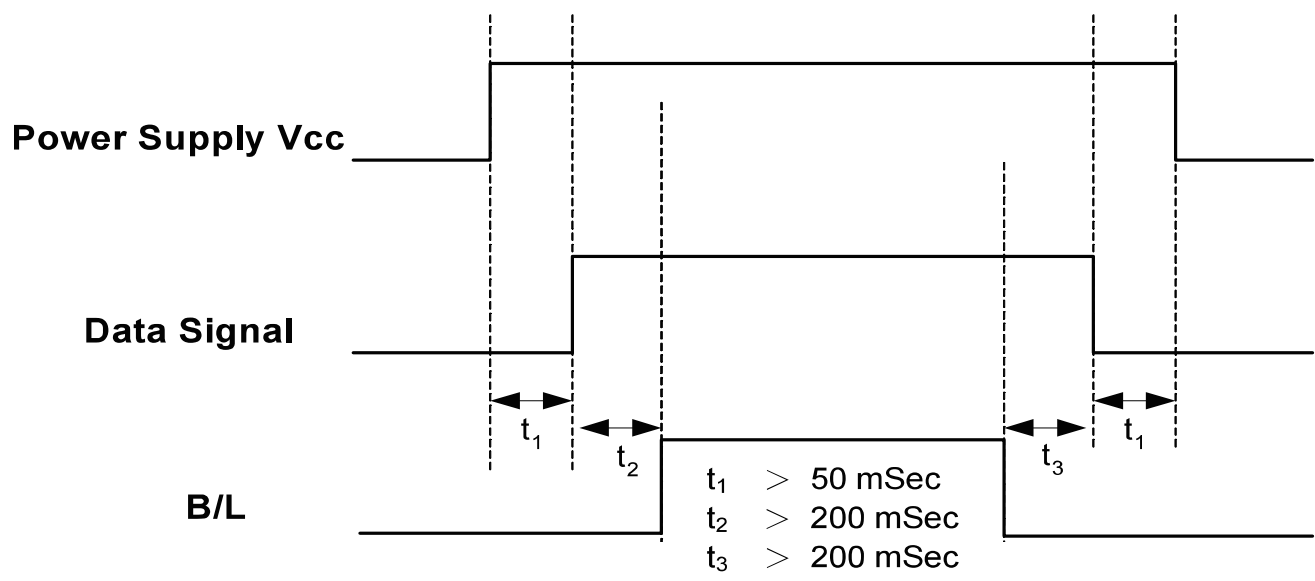 Power Supply Vcc
Data Signal
t₁
t₂
t₃
t₁
B/L
t₁ > 50 mSec
t₂ > 200 mSec
t₃ > 200 mSec